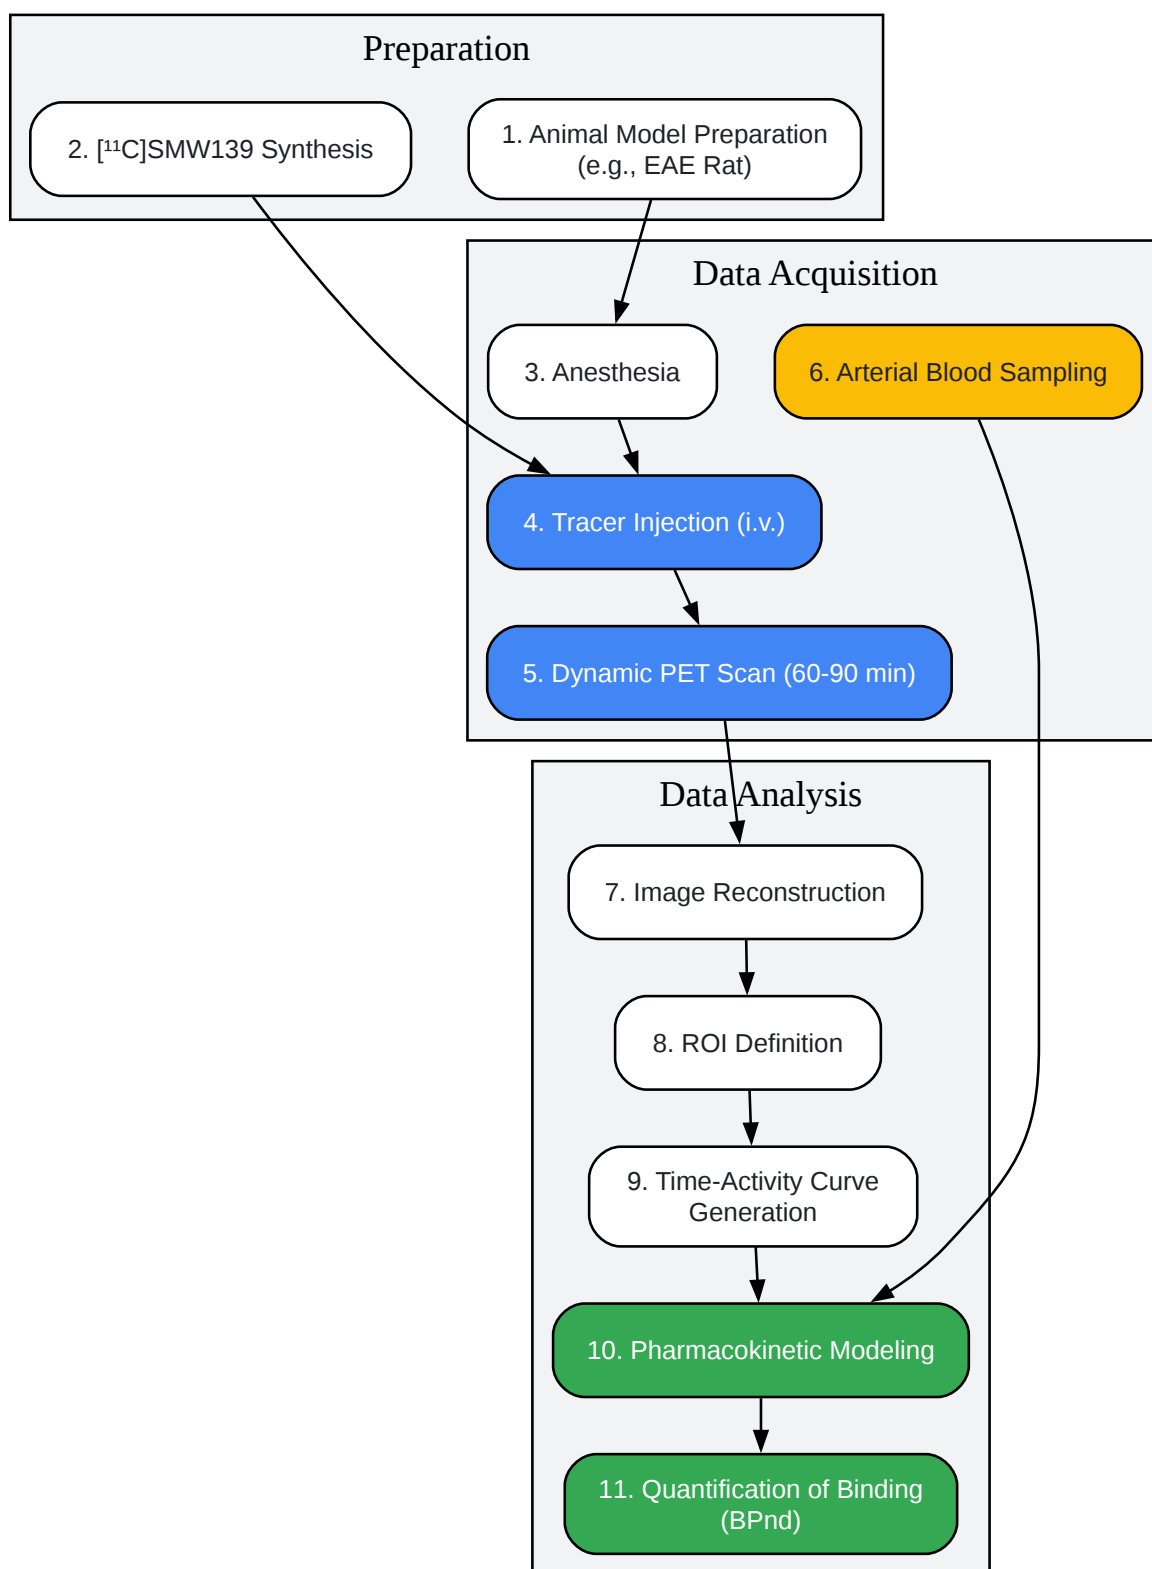 Preparation
2. [¹¹C]SMW139 Synthesis
1. Animal Model Preparation
(e.g., EAE Rat)
Data Acquisition
3. Anesthesia
6. Arterial Blood Sampling
4. Tracer Injection (i.v.)
5. Dynamic PET Scan (60-90 min)
Data Analysis
7. Image Reconstruction
8. ROI Definition
9. Time-Activity Curve
Generation
10. Pharmacokinetic Modeling
11. Quantification of Binding
(BPnd)